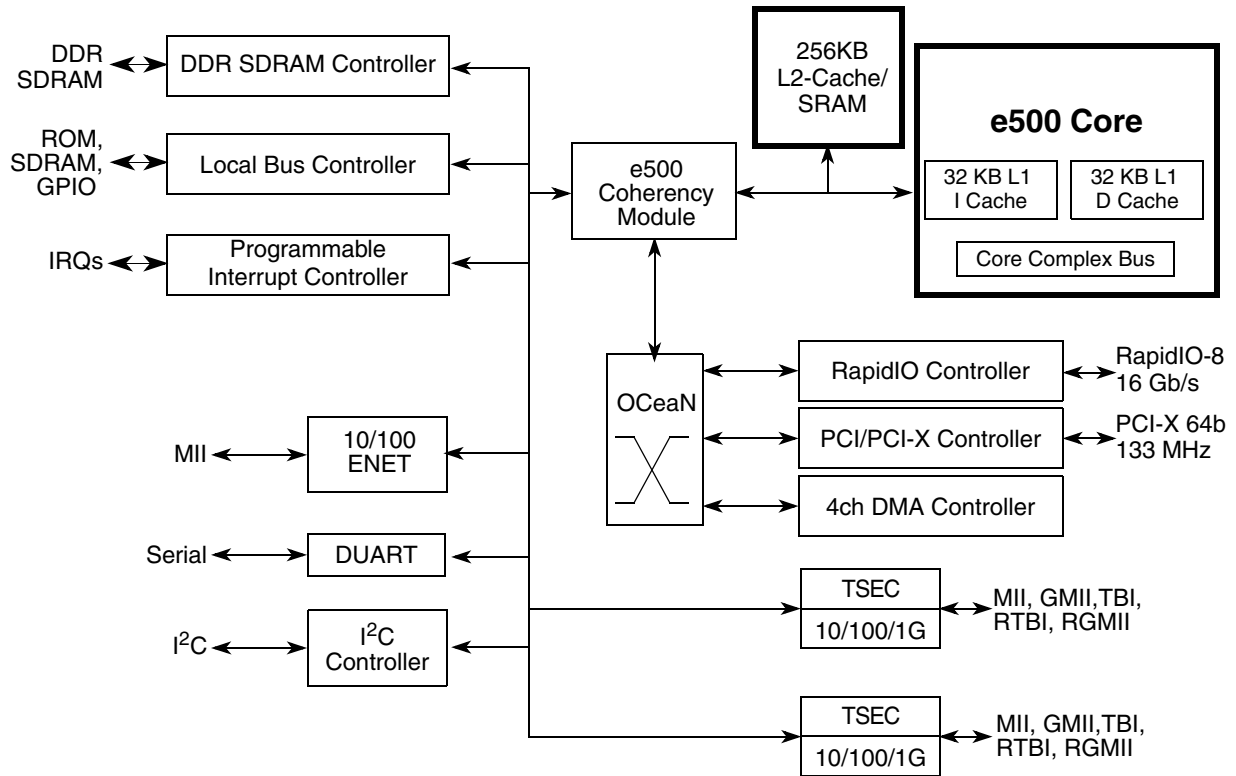 DDR
SDRAM
DDR SDRAM Controller
256KB
L2-Cache/
SRAM
e500 Core
32 KB L1
I Cache
32 KB L1
D Cache
Core Complex Bus
ROM,
SDRAM,
GPIO
Local Bus Controller
e500
Coherency
Module
IRQs
Programmable
Interrupt Controller
OCeaN
RapidIO Controller
RapidIO-8
16 Gb/s
PCI/PCI-X Controller
PCI-X 64b
133 MHz
4ch DMA Controller
MII
10/100
ENET
Serial
DUART
I²C
I²C
Controller
TSEC
10/100/1G
MII, GMII,TBI,
RTBI, RGMII
TSEC
10/100/1G
MII, GMII,TBI,
RTBI, RGMII